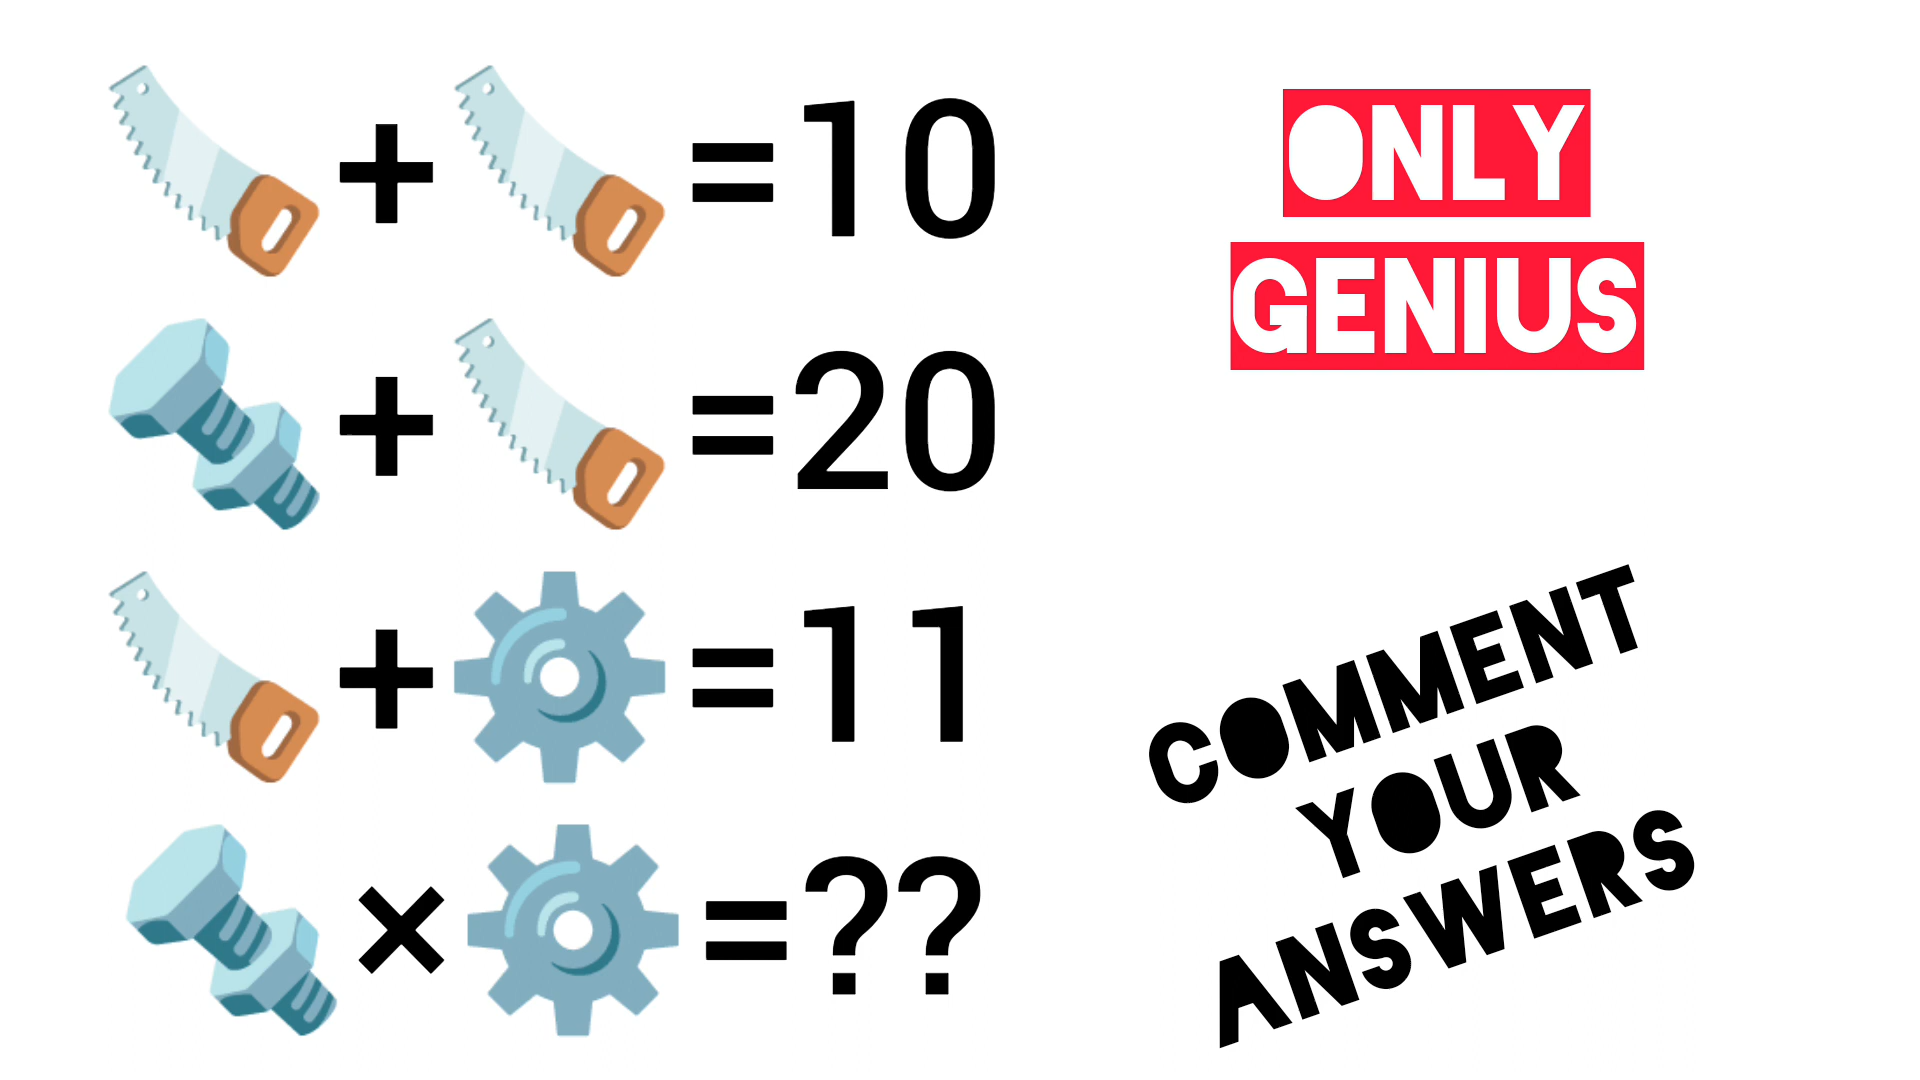 + =10
+ =20
+ =11
× =??
ONLY
GENIUS
COMMENT
YOUR
ANSWERS